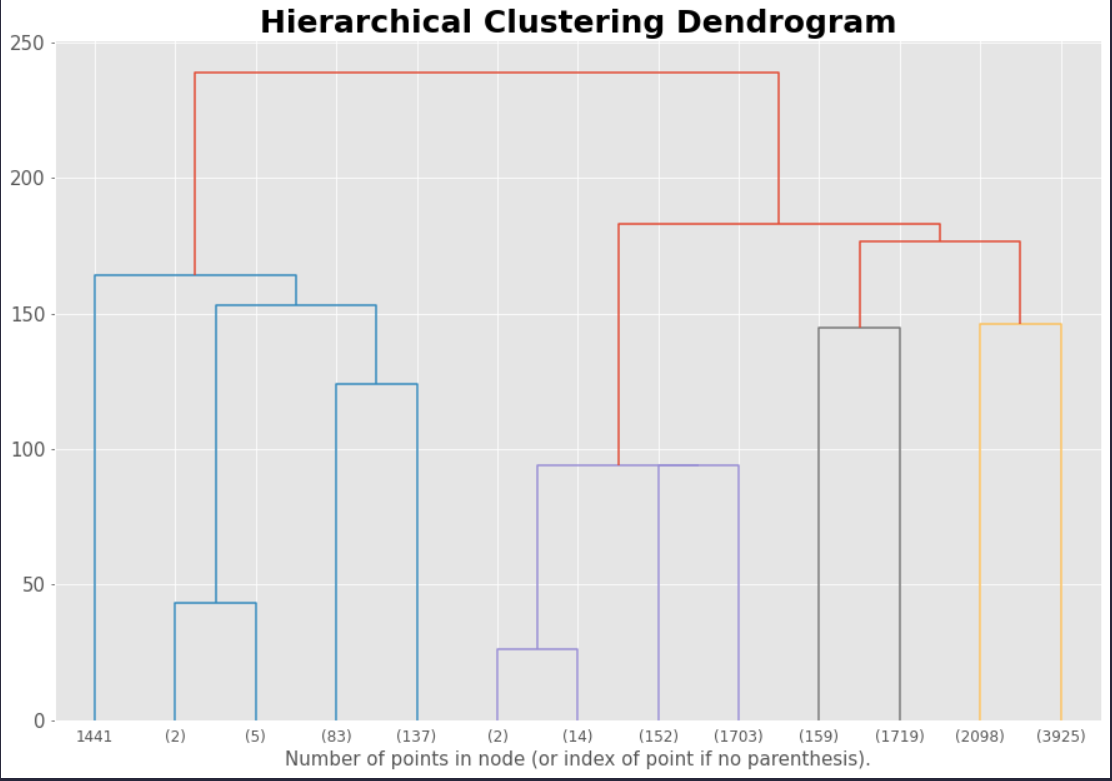 Hierarchical Clustering Dendrogram
250
200
150
100
50
0
1441 (2) (5) (83) (137) (2) (14) (152) (1703) (159) (1719) (2098) (3925)
Number of points in node (or index of point if no parenthesis).